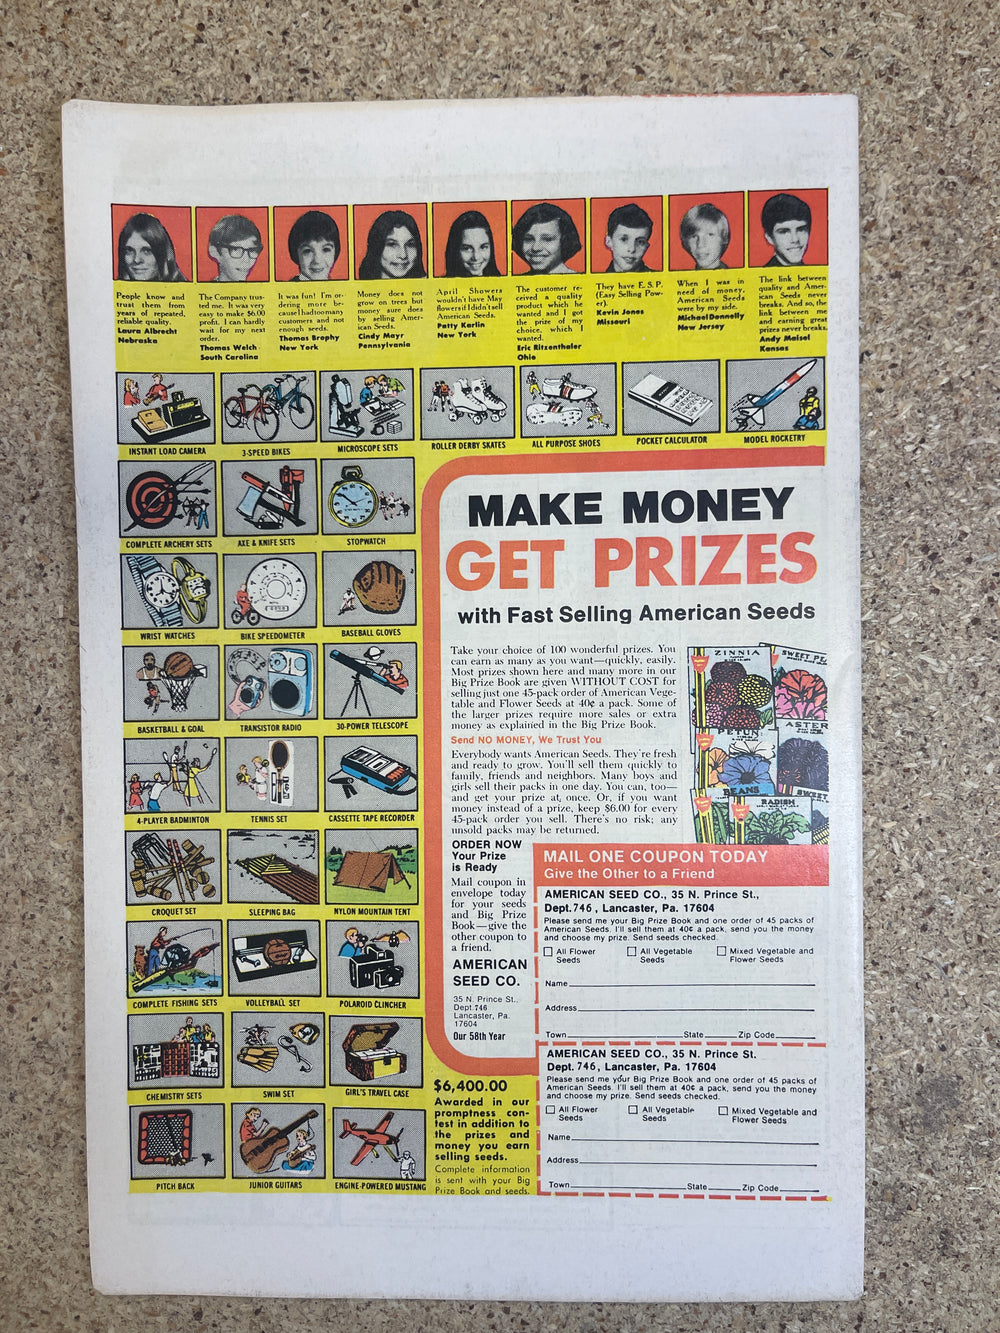 People know and
trust them from
years of repeated,
reliable quality.
Laura Albrecht
Nebraska
The Company trus-
ted me. It was very
easy to make $6.00
profit. I can hardly
wait for my next
order.
Thomas Welch
South Carolina
It was fun! I'm or-
dering more be-
cause I had too many
customers and not
enough seeds.
Thomas Brophy
New York
Money does not
grow on trees but
money sure does
by selling Amer-
ican Seeds.
Cindy Mayr
Pennsylvania
April Showers
wouldn't have May
flowers if I didn't sell
American Seeds.
Patty Karlin
New York
The customer re-
ceived a quality
product which he
wanted and I got
the prize of my
choice, which I
wanted.
Eric Ritzenthaler
Ohio
They have E.S.P.
(Easy Selling Pow-
er).
Kevin Jones
Missouri
When I was in
need of money,
American Seeds
were by my side.
Michael Donnelly
New Jersey
The link between
quality and Amer-
ican Seeds never
breaks. And so, the
link between me
and earning great
prizes never breaks.
Andy Maisel
Kansas
INSTANT LOAD CAMERA
3-SPEED BIKES
MICROSCOPE SETS
ROLLER DERBY SKATES
ALL PURPOSE SHOES
POCKET CALCULATOR
MODEL ROCKETRY
COMPLETE ARCHERY SETS
AXE & KNIFE SETS
STOPWATCH
WRIST WATCHES
BIKE SPEEDOMETER
BASEBALL GLOVES
BASKETBALL & GOAL
TRANSISTOR RADIO
30-POWER TELESCOPE
4-PLAYER BADMINTON
TENNIS SET
CASSETTE TAPE RECORDER
CROQUET SET
SLEEPING BAG
NYLON MOUNTAIN TENT
COMPLETE FISHING SETS
VOLLEYBALL SET
POLAROID CLINCHER
CHEMISTRY SETS
SWIM SET
GIRL'S TRAVEL CASE
PITCH BACK
JUNIOR GUITARS
ENGINE-POWERED MUSTANG
MAKE MONEY
GET PRIZES
with Fast Selling American Seeds
Take your choice of 100 wonderful prizes. You
can earn as many as you want—quickly, easily.
Most prizes shown here and many more in our
Big Prize Book are given WITHOUT COST for
selling just one 45-pack order of American Vege-
table and Flower Seeds at 40¢ a pack. Some of
the larger prizes require more sales or extra
money as explained in the Big Prize Book.
Send NO MONEY, We Trust You
Everybody wants American Seeds. They're fresh
and ready to grow. You'll sell them quickly to
family, friends and neighbors. Many boys and
girls sell their packs in one day. You can, too—
and get your prize at once. Or, if you want
money instead of a prize, keep $6.00 for every
45-pack order you sell. There's no risk; any
unsold packs may be returned.
ZINNIA
SWEET PE
ASTER
PETUN
BEANS
SWEET
RADISH
ORDER NOW
Your Prize
is Ready
Mail coupon in
envelope today
for your seeds
and Big Prize
Book—give the
other coupon to
a friend.
AMERICAN
SEED CO.
35 N. Prince St.,
Dept. 746
Lancaster, Pa.
17604
Our 58th Year
$6,400.00
Awarded in our
promptness con-
test in addition to
the prizes and
money you earn
selling seeds.
Complete information
is sent with your Big
Prize Book and seeds.
MAIL ONE COUPON TODAY
Give the Other to a Friend
AMERICAN SEED CO., 35 N. Prince St.,
Dept. 746, Lancaster, Pa. 17604
Please send me your Big Prize Book and one order of 45 packs of
American Seeds. I'll sell them at 40¢ a pack, send you the money
and choose my prize. Send seeds checked.
All Flower
Seeds
All Vegetable
Seeds
Mixed Vegetable and
Flower Seeds
Name
Address
Town State Zip Code
AMERICAN SEED CO., 35 N. Prince St.
Dept. 746, Lancaster, Pa. 17604
Please send me your Big Prize Book and one order of 45 packs of
American Seeds. I'll sell them at 40¢ a pack, send you the money
and choose my prize. Send seeds checked.
All Flower
Seeds
All Vegetable
Seeds
Mixed Vegetable and
Flower Seeds
Name
Address
Town State Zip Code